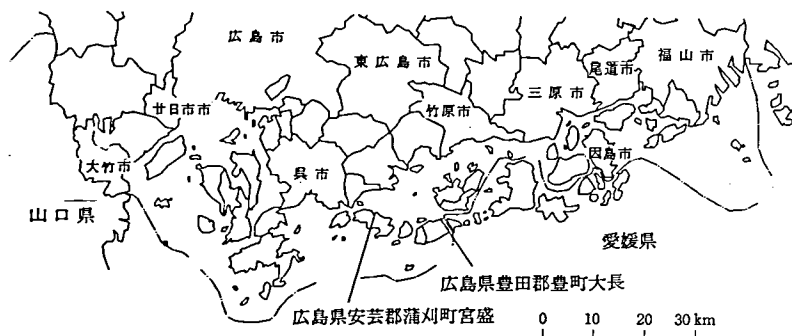 広島市
東広島市
尾道市
福山市
廿日市市
竹原市
三原市
大竹市
呉市
因島市
山口県
愛媛県
広島県豊田郡豊町大長
広島県安芸郡蒲刈町宮盛
0 10 20 30km